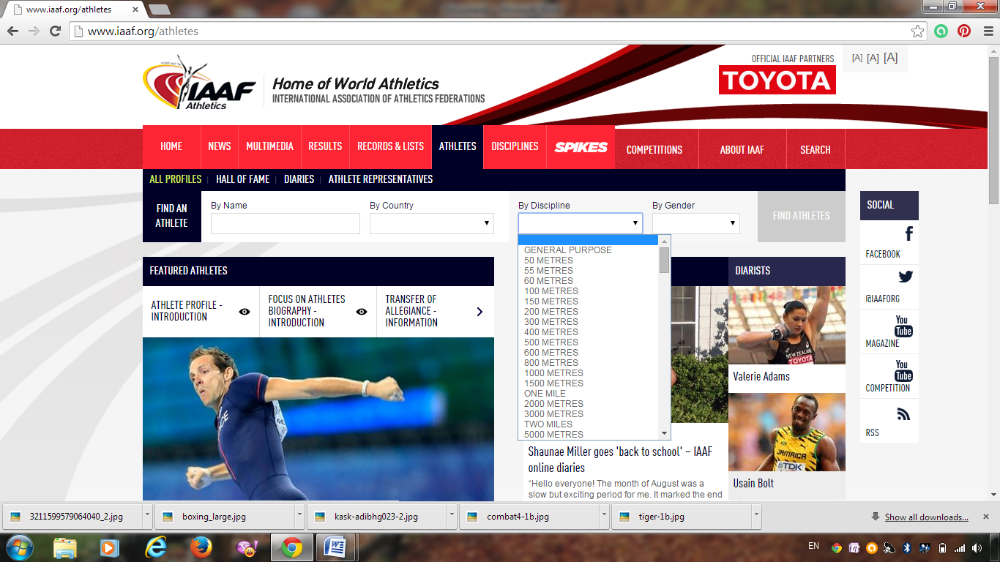 www.iaaf.org/athletes
www.iaaf.org/athletes
IAAF
Athletics
Home of World Athletics
INTERNATIONAL ASSOCIATION OF ATHLETICS FEDERATIONS
OFFICIAL IAAF PARTNERS
TOYOTA
[A] [A] [A]
HOME NEWS MULTIMEDIA RESULTS RECORDS & LISTS ATHLETES DISCIPLINES SPIKES COMPETITIONS ABOUT IAAF SEARCH
ALL PROFILES HALL OF FAME DIARIES ATHLETE REPRESENTATIVES
FIND AN
ATHLETE
By Name
By Country
By Discipline
By Gender
FIND ATHLETES
GENERAL PURPOSE
50 METRES
55 METRES
60 METRES
100 METRES
150 METRES
200 METRES
300 METRES
400 METRES
500 METRES
600 METRES
800 METRES
1000 METRES
1500 METRES
ONE MILE
2000 METRES
3000 METRES
TWO MILES
5000 METRES
FEATURED ATHLETES
ATHLETE PROFILE -
INTRODUCTION
FOCUS ON ATHLETES
BIOGRAPHY -
INTRODUCTION
TRANSFER OF
ALLEGIANCE -
INFORMATION
Shaunae Miller goes 'back to school' – IAAF
online diaries
“Hello everyone! The month of August was a
slow but exciting period for me. It marked the end
DIARISTS
NEW ZEALAND
TOYOTA
Valerie Adams
JAMAICA
TDK
Usain Bolt
SOCIAL
FACEBOOK
@IAAFORG
You
Tube
MAGAZINE
You
Tube
COMPETITION
RSS
3211599579064040_2.jpg
boxing_large.jpg
kask-adibhg023-2.jpg
combat4-1b.jpg
tiger-1b.jpg
Show all downloads...
EN